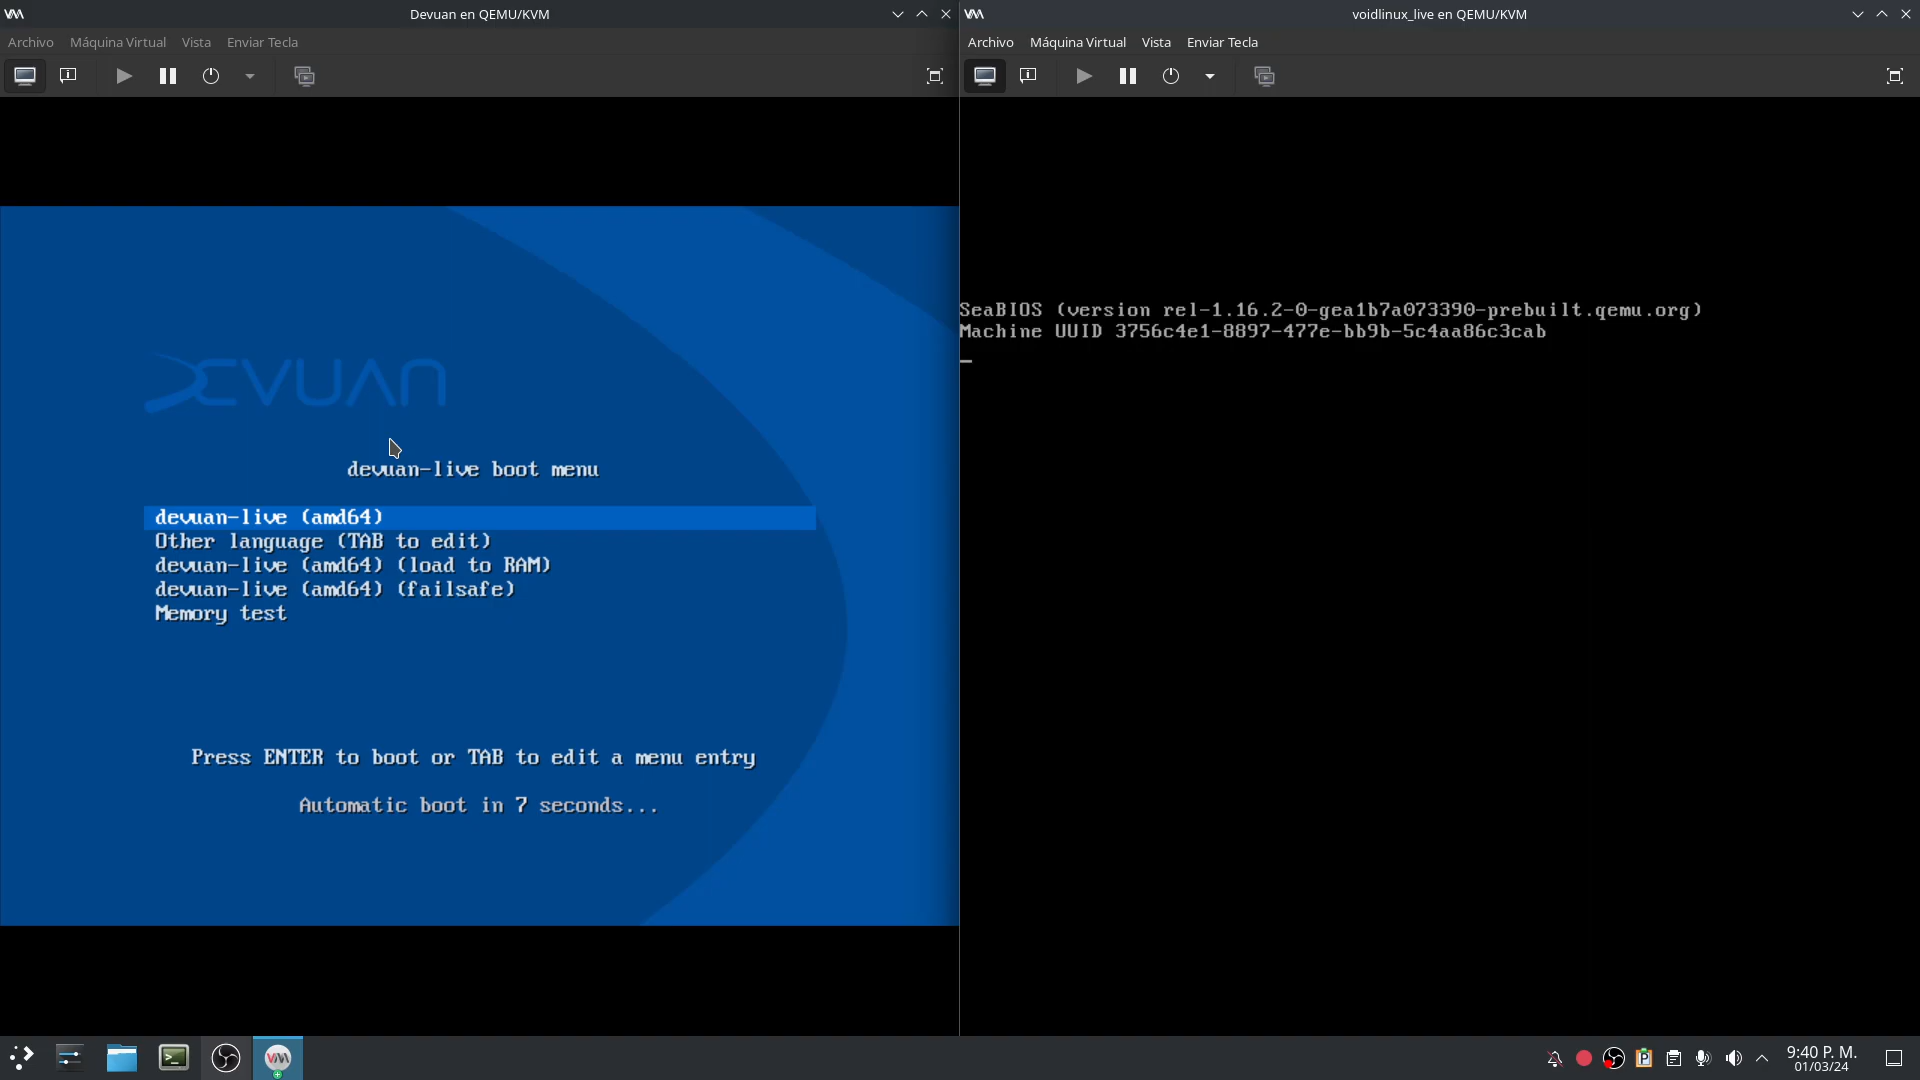 Devuan en QEMU/KVM
Archivo Máquina Virtual Vista Enviar Tecla
DEVUAN
devuan-live boot menu
devuan-live (amd64)
Other language (TAB to edit)
devuan-live (amd64) (load to RAM)
devuan-live (amd64) (failsafe)
Memory test
Press ENTER to boot or TAB to edit a menu entry
Automatic boot in 7 seconds...
voidlinux_live en QEMU/KVM
Archivo Máquina Virtual Vista Enviar Tecla
SeaBIOS (version rel-1.16.2-0-gea1b7a073390-prebuilt.qemu.org)
Machine UUID 3756c4e1-8897-477e-bb9b-5c4aa86c3cab
9:40 P. M.
01/03/24